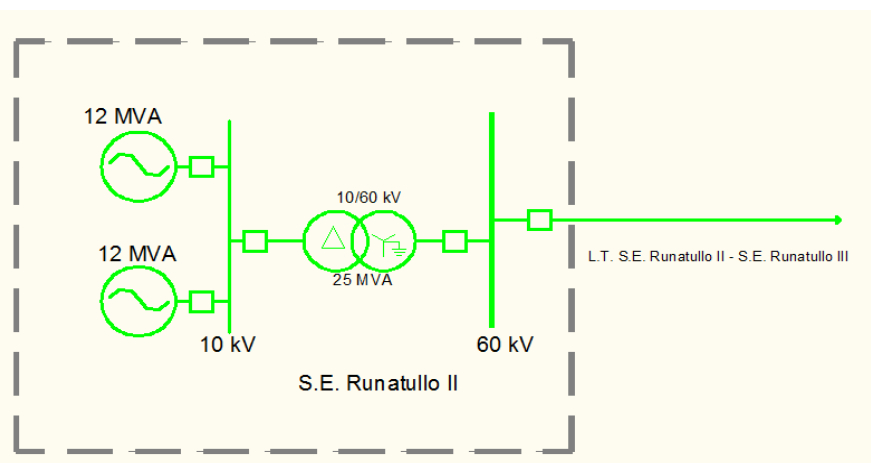 12 MVA
10/60 kV
12 MVA
25 MVA
L.T. S.E. Runatullo II - S.E. Runatullo III
10 kV
60 kV
S.E. Runatullo II